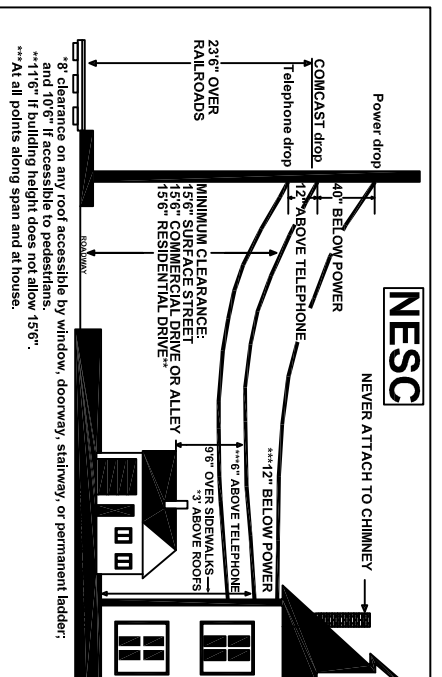 NESC
NEVER ATTACH TO CHIMNEY
Power drop
40" BELOW POWER
COMCAST drop
12" ABOVE TELEPHONE
Telephone drop
23'6" OVER
RAILROADS
***12" BELOW POWER
***6" ABOVE TELEPHONE
9'6" OVER SIDEWALKS
*3' ABOVE ROOFS
MINIMUM CLEARANCE:
15'6" SURFACE STREET
15'6" COMMERCIAL DRIVE OR ALLEY
15'6" RESIDENTIAL DRIVE**
ROADWAY
*8' clearance on any roof accessible by window, doorway, stairway, or permanent ladder;
and 10'6" if accessible to pedestrians.
**11'6" If building height does not allow 15'6".
***At all points along span and at house.